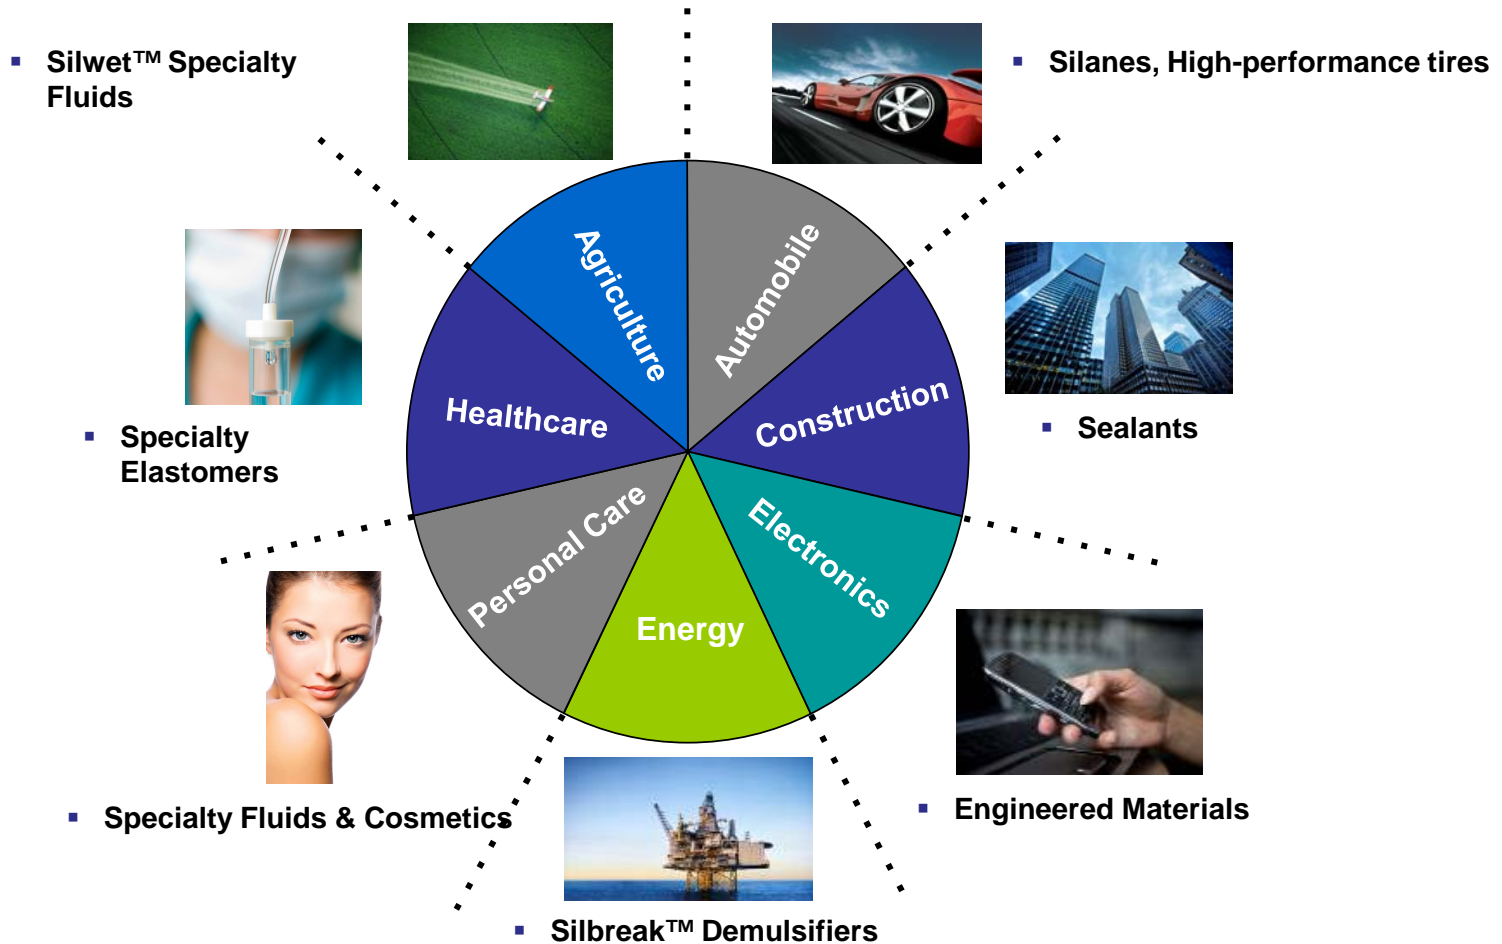 Silwet™ Specialty
Fluids
Silanes, High-performance tires
Agriculture
Automobile
Healthcare
Construction
Specialty
Elastomers
Sealants
Personal Care
Electronics
Energy
Specialty Fluids & Cosmetics
Engineered Materials
Silbreak™ Demulsifiers